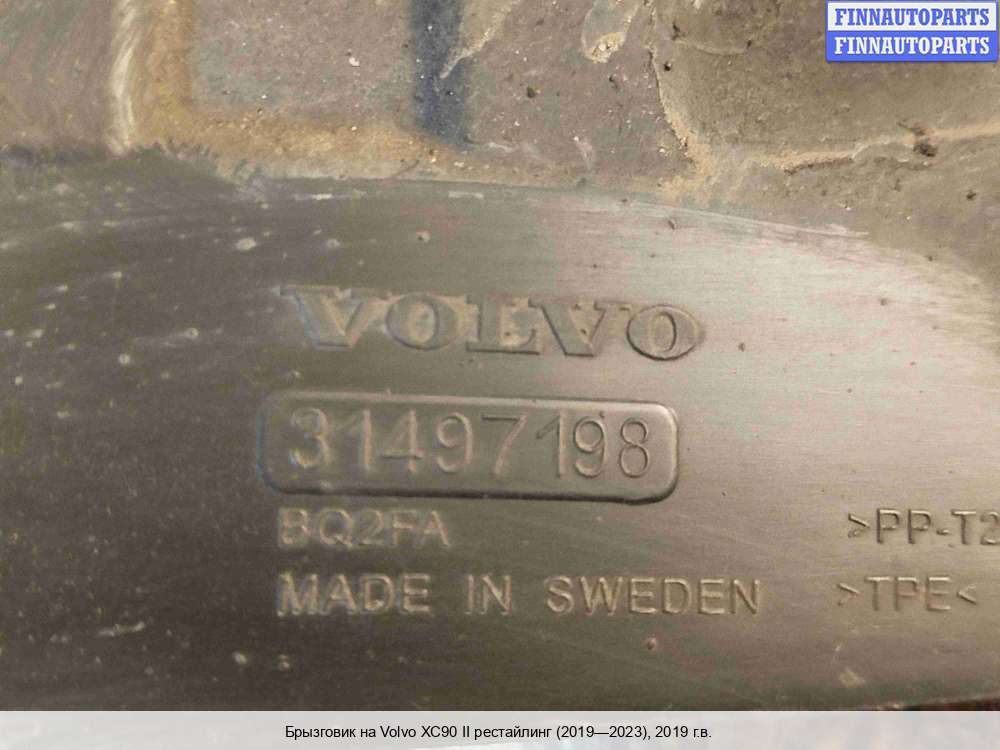 FINNAUTOPARTS
FINNAUTOPARTS
VOLVO
31497198
BQ2FA
>PP-T2
MADE IN SWEDEN
>TPE<
Брызговик на Volvo XC90 II рестайлинг (2019—2023), 2019 г.в.